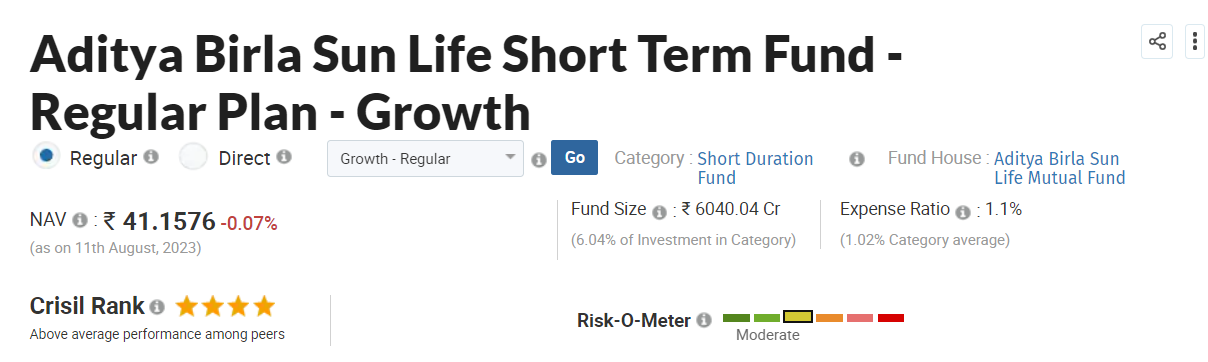 Aditya Birla Sun Life Short Term Fund -
Regular Plan - Growth
Regular Direct Growth - Regular Go Category : Short Duration Fund Fund House : Aditya Birla Sun Life Mutual Fund
NAV : ₹ 41.1576 -0.07%
(as on 11th August, 2023)
Fund Size : ₹ 6040.04 Cr
(6.04% of Investment in Category)
Expense Ratio : 1.1%
(1.02% Category average)
Crisil Rank
Above average performance among peers
Risk-O-Meter
Moderate